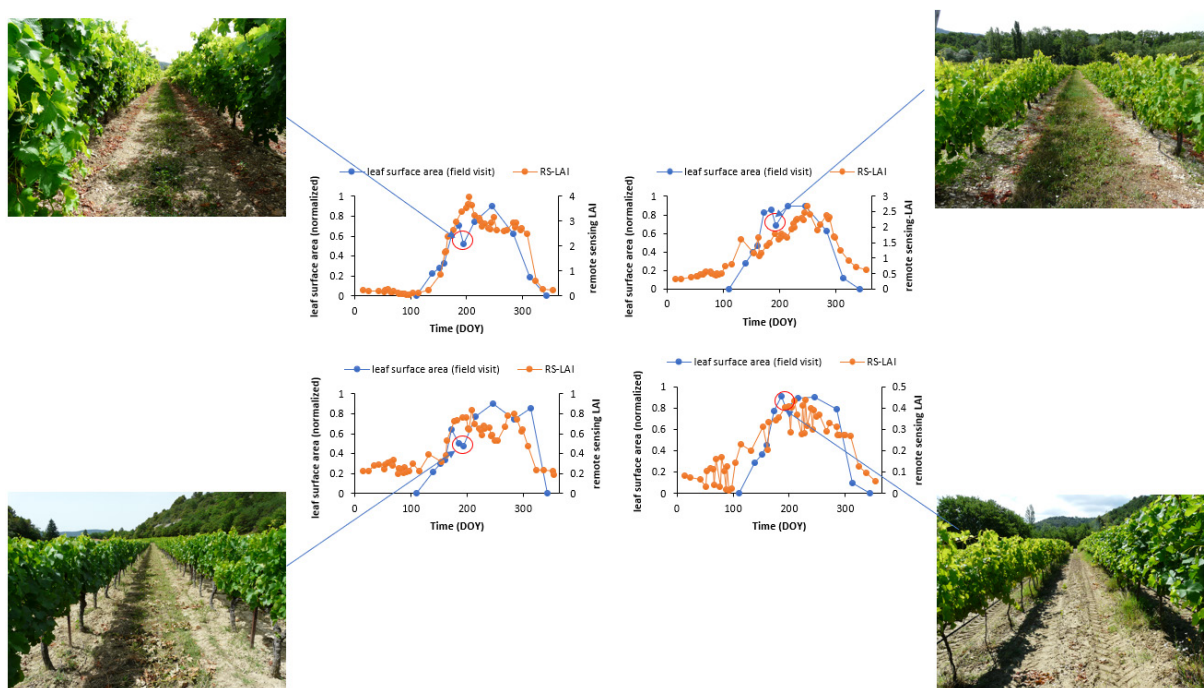 leaf surface area (field visit) RS-LAI
leaf surface area (normalized)
1
0.8
0.6
0.4
0.2
0
4
3
2
1
0
remote sensing LAI
0 100 200 300
Time (DOY)
leaf surface area (field visit) RS-LAI
leaf surface area (normalized)
1
0.8
0.6
0.4
0.2
0
3
2.5
2
1.5
1
0.5
0
remote sensing-LAI
0 100 200 300
Time (DOY)
leaf surface area (field visit) RS-LAI
leaf surface area (normalized)
1
0.8
0.6
0.4
0.2
0
1
0.8
0.6
0.4
0.2
0
remote sensing LAI
0 100 200 300
Time (DOY)
leaf surface area (field visit) RS-LAI
leaf surface area (normalized)
1
0.8
0.6
0.4
0.2
0
0.5
0.4
0.3
0.2
0.1
0
remote sensing LAI
0 100 200 300
Time (DOY)